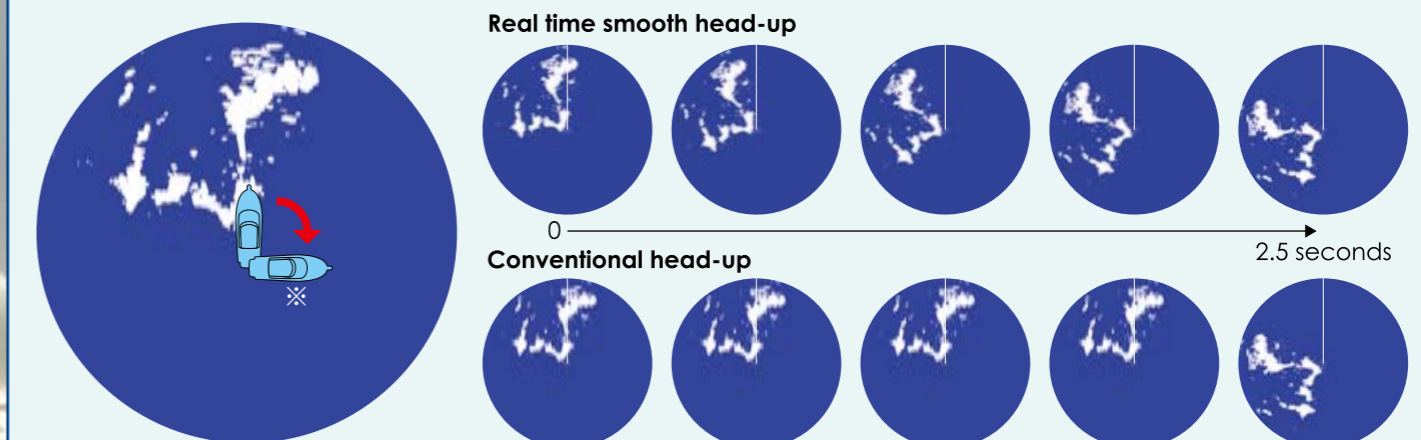 Real time smooth head-up
※
0
2.5 seconds
Conventional head-up